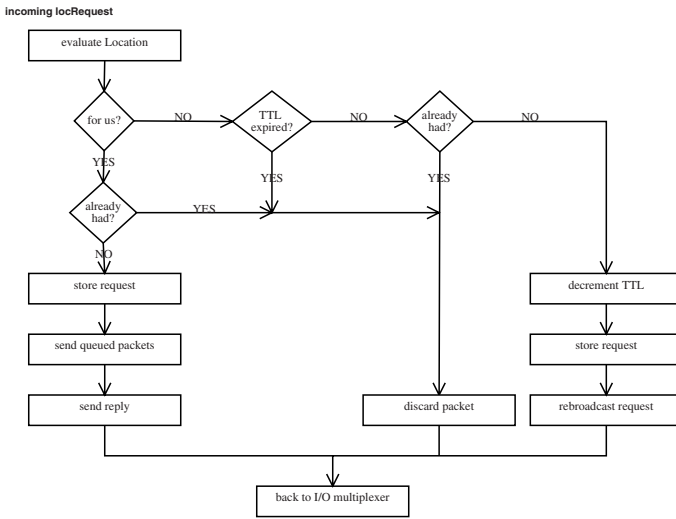 incoming locRequest
evaluate Location
for us?
NO
TTL
expired?
NO
already
had?
NO
YES
YES
YES
already
had?
YES
NO
store request
decrement TTL
send queued packets
store request
send reply
discard packet
rebroadcast request
back to I/O multiplexer